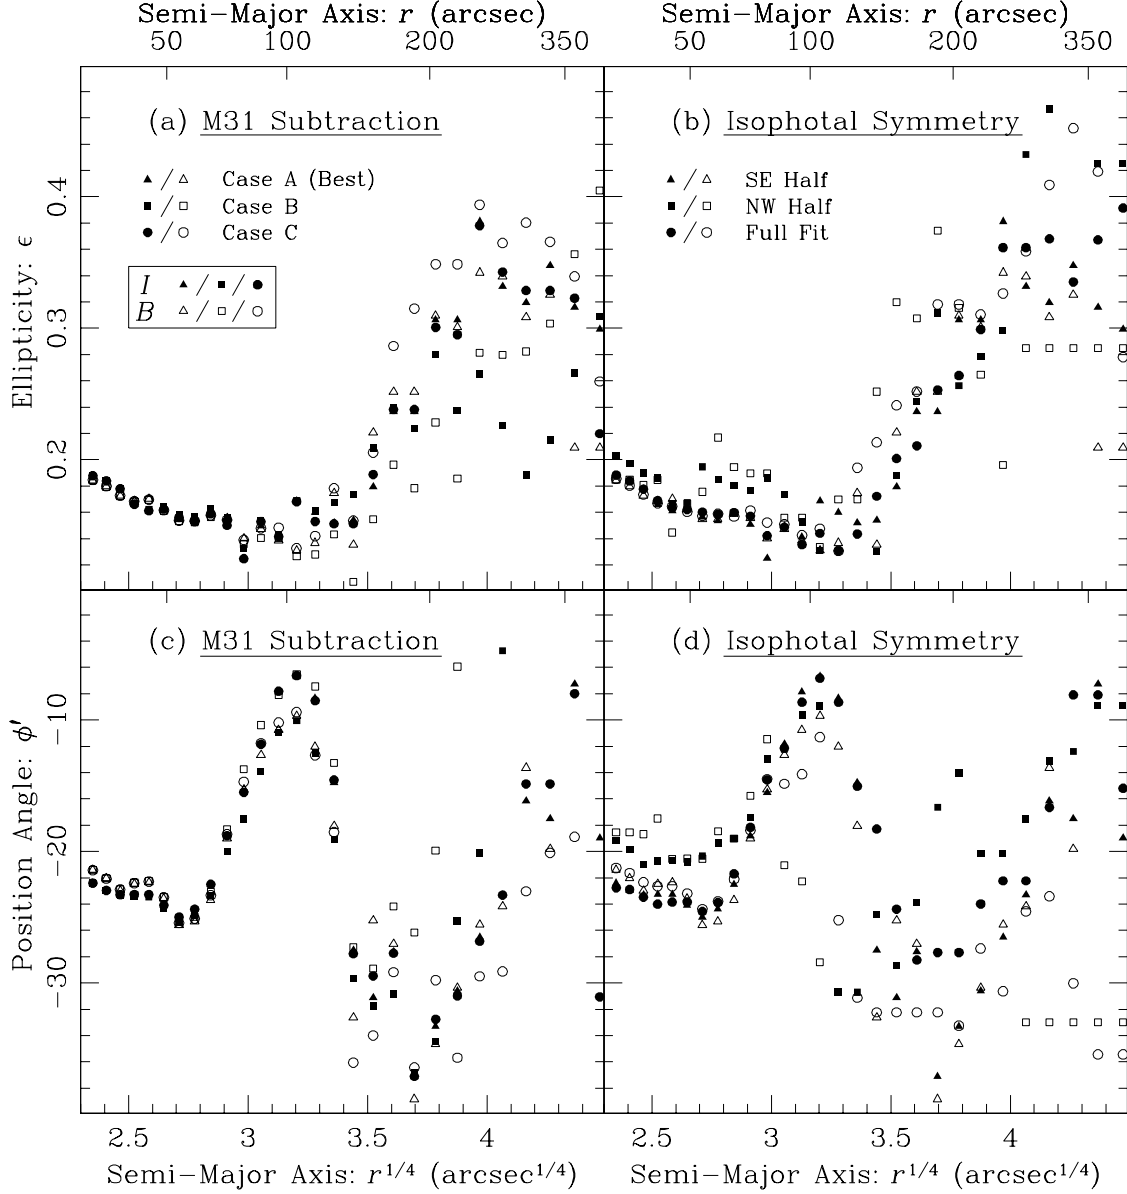 Semi-Major Axis: r (arcsec) Semi-Major Axis: r (arcsec)
50 100 200 350 50 100 200 350
(a) M31 Subtraction (b) Isophotal Symmetry
▲/△ Case A (Best) ▲/△ SE Half
■/□ Case B ■/□ NW Half
●/○ Case C ●/○ Full Fit
I ▲/■/●
B △/□/○
Ellipticity: ϵ
0.4
0.3
0.2
(c) M31 Subtraction (d) Isophotal Symmetry
Position Angle: ϕ′
−10
−20
−30
2.5 3 3.5 4 2.5 3 3.5 4
Semi-Major Axis: r^1/4 (arcsec^1/4) Semi-Major Axis: r^1/4 (arcsec^1/4)